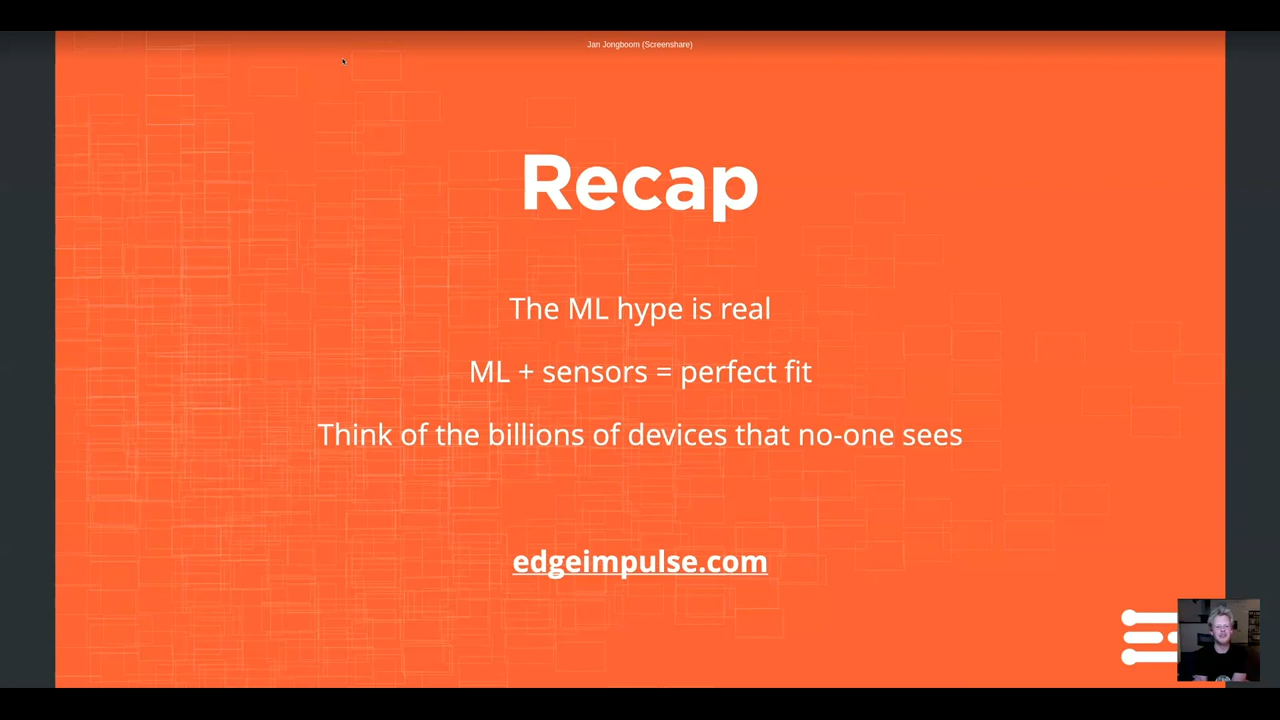 Jan Jongboom (Screenshare)
Recap
The ML hype is real
ML + sensors = perfect fit
Think of the billions of devices that no-one sees
edgeimpulse.com